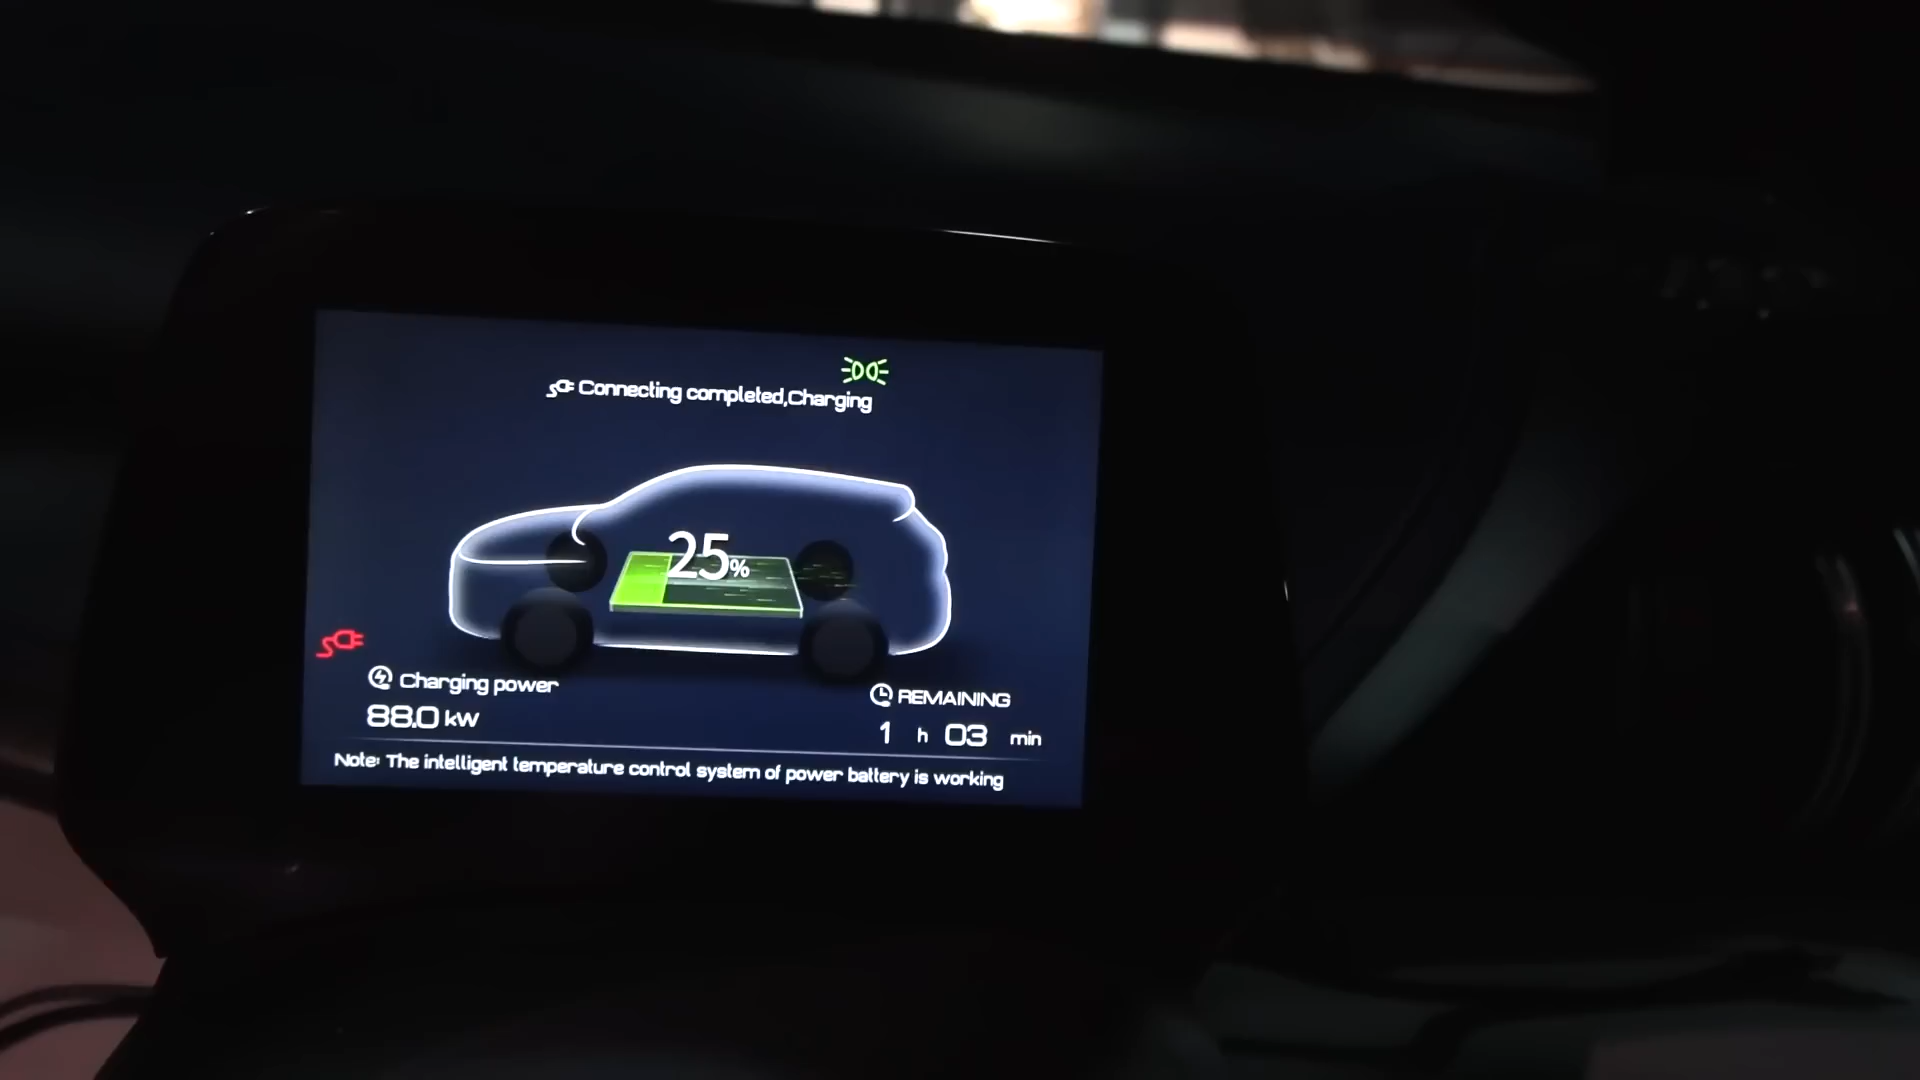 Connecting completed,Charging
25%
Charging power
88.0 kW
REMAINING
1 h 03 min
Note: The intelligent temperature control system of power battery is working